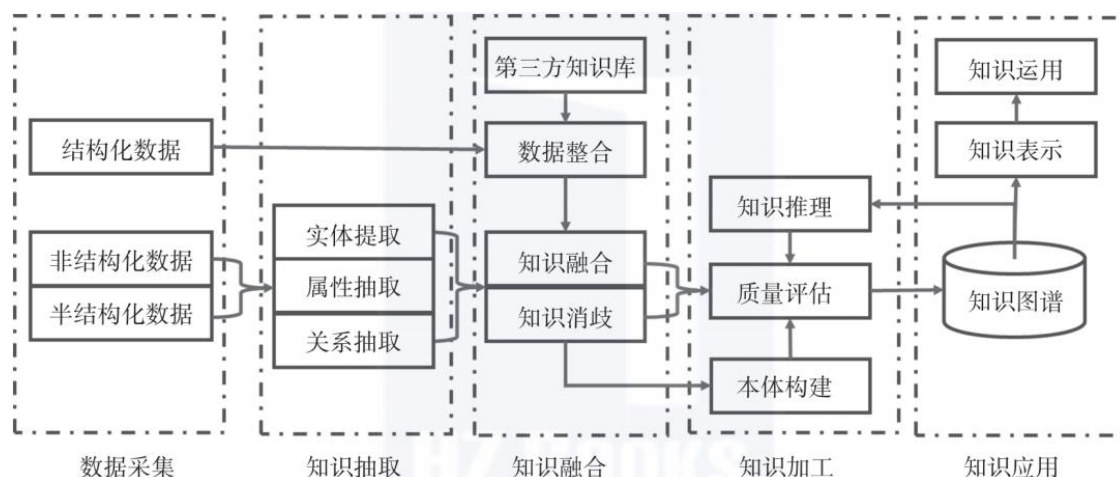 第三方知识库
知识运用
结构化数据
数据整合
知识表示
知识推理
实体提取
非结构化数据
知识融合
属性抽取
质量评估
知识图谱
半结构化数据
知识消歧
关系抽取
本体构建
数据采集
知识抽取
知识融合
知识加工
知识应用
HZ BOOKS